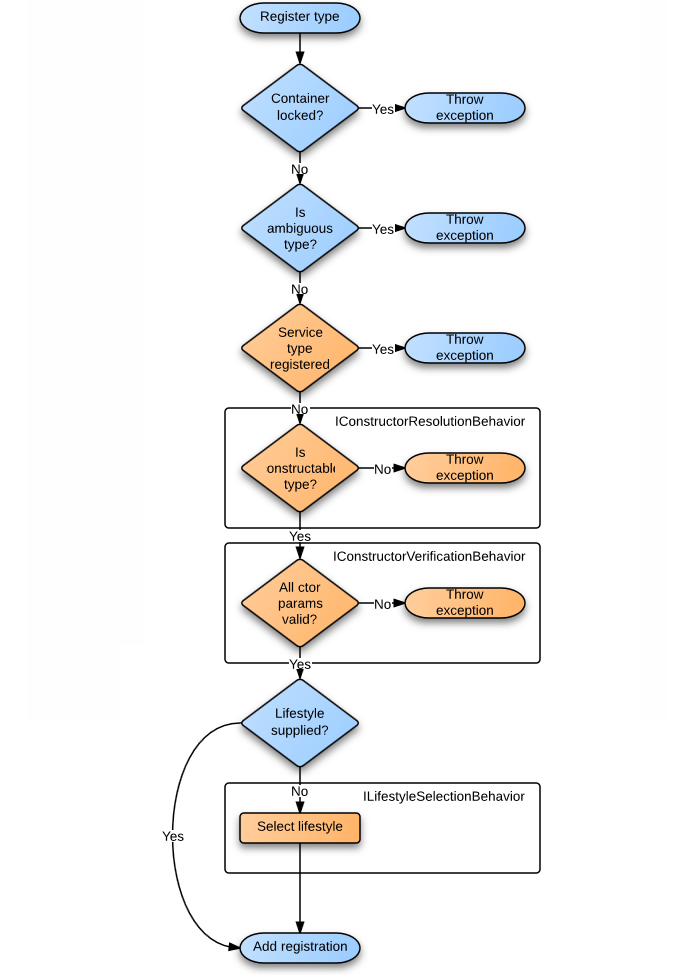 Register type
Container
locked?
Yes
Throw
exception
No
Is
ambiguous
type?
Yes
Throw
exception
No
Service
type
registered
Yes
Throw
exception
No
IConstructorResolutionBehavior
Is
onstructable
type?
No
Throw
exception
Yes
IConstructorVerificationBehavior
All ctor
params
valid?
No
Throw
exception
Yes
Lifestyle
supplied?
No
ILifestyleSelectionBehavior
Select lifestyle
Yes
Add registration